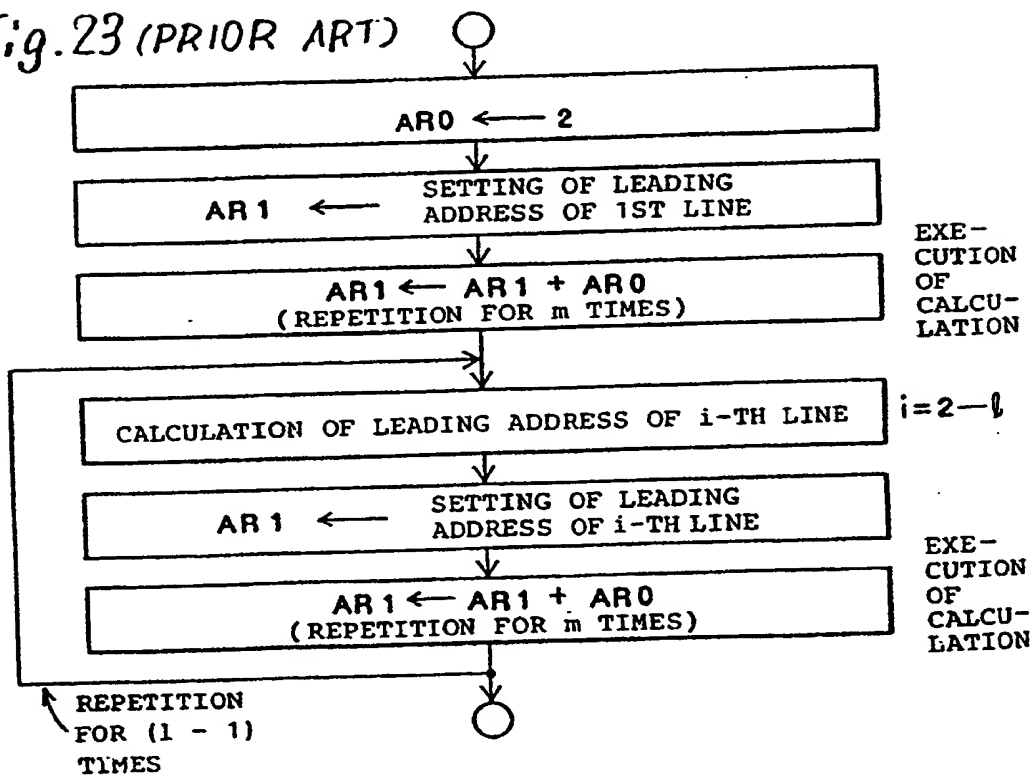 ig.23 (PRIOR ART)
AR0 ← 2
AR1 ← SETTING OF LEADING
ADDRESS OF 1ST LINE
AR1 ← AR1 + AR0
(REPETITION FOR m TIMES)
EXE-
CUTION
OF
CALCU-
LATION
CALCULATION OF LEADING ADDRESS OF i-TH LINE
i=2—ℓ
AR1 ← SETTING OF LEADING
ADDRESS OF i-TH LINE
AR1 ← AR1 + AR0
(REPETITION FOR m TIMES)
EXE-
CUTION
OF
CALCU-
LATION
REPETITION
FOR (l - 1)
TIMES